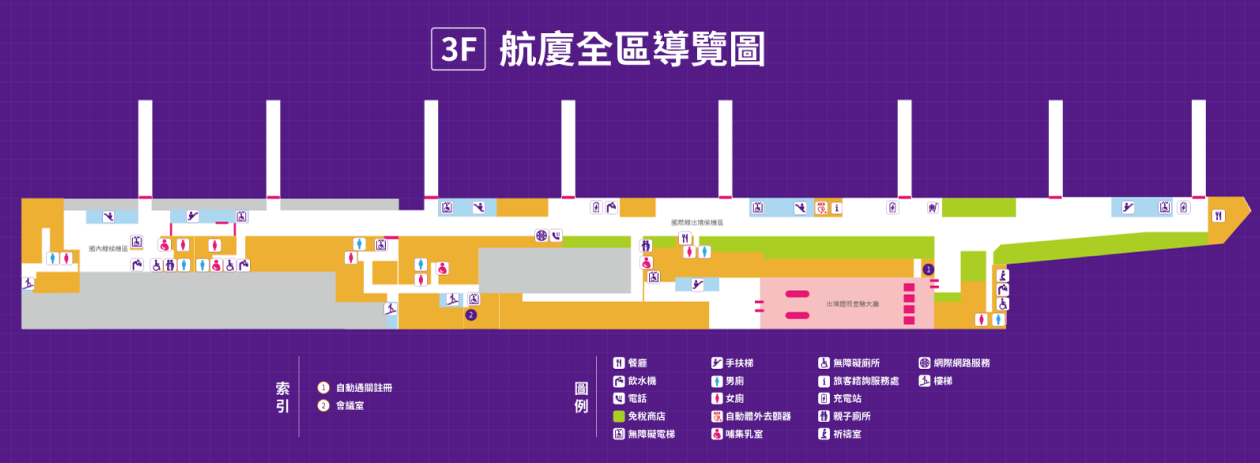 3F 航廈全區導覽圖
國際線出境候機區
國內線候機區
1
出境證照查驗大廳
2
索引
1 自動通關註冊
2 會議室
圖例
餐廳
飲水機
電話
免稅商店
無障礙電梯
手扶梯
男廁
女廁
自動體外去顫器
哺集乳室
無障礙廁所
旅客諮詢服務處
充電站
親子廁所
祈禱室
網際網路服務
樓梯